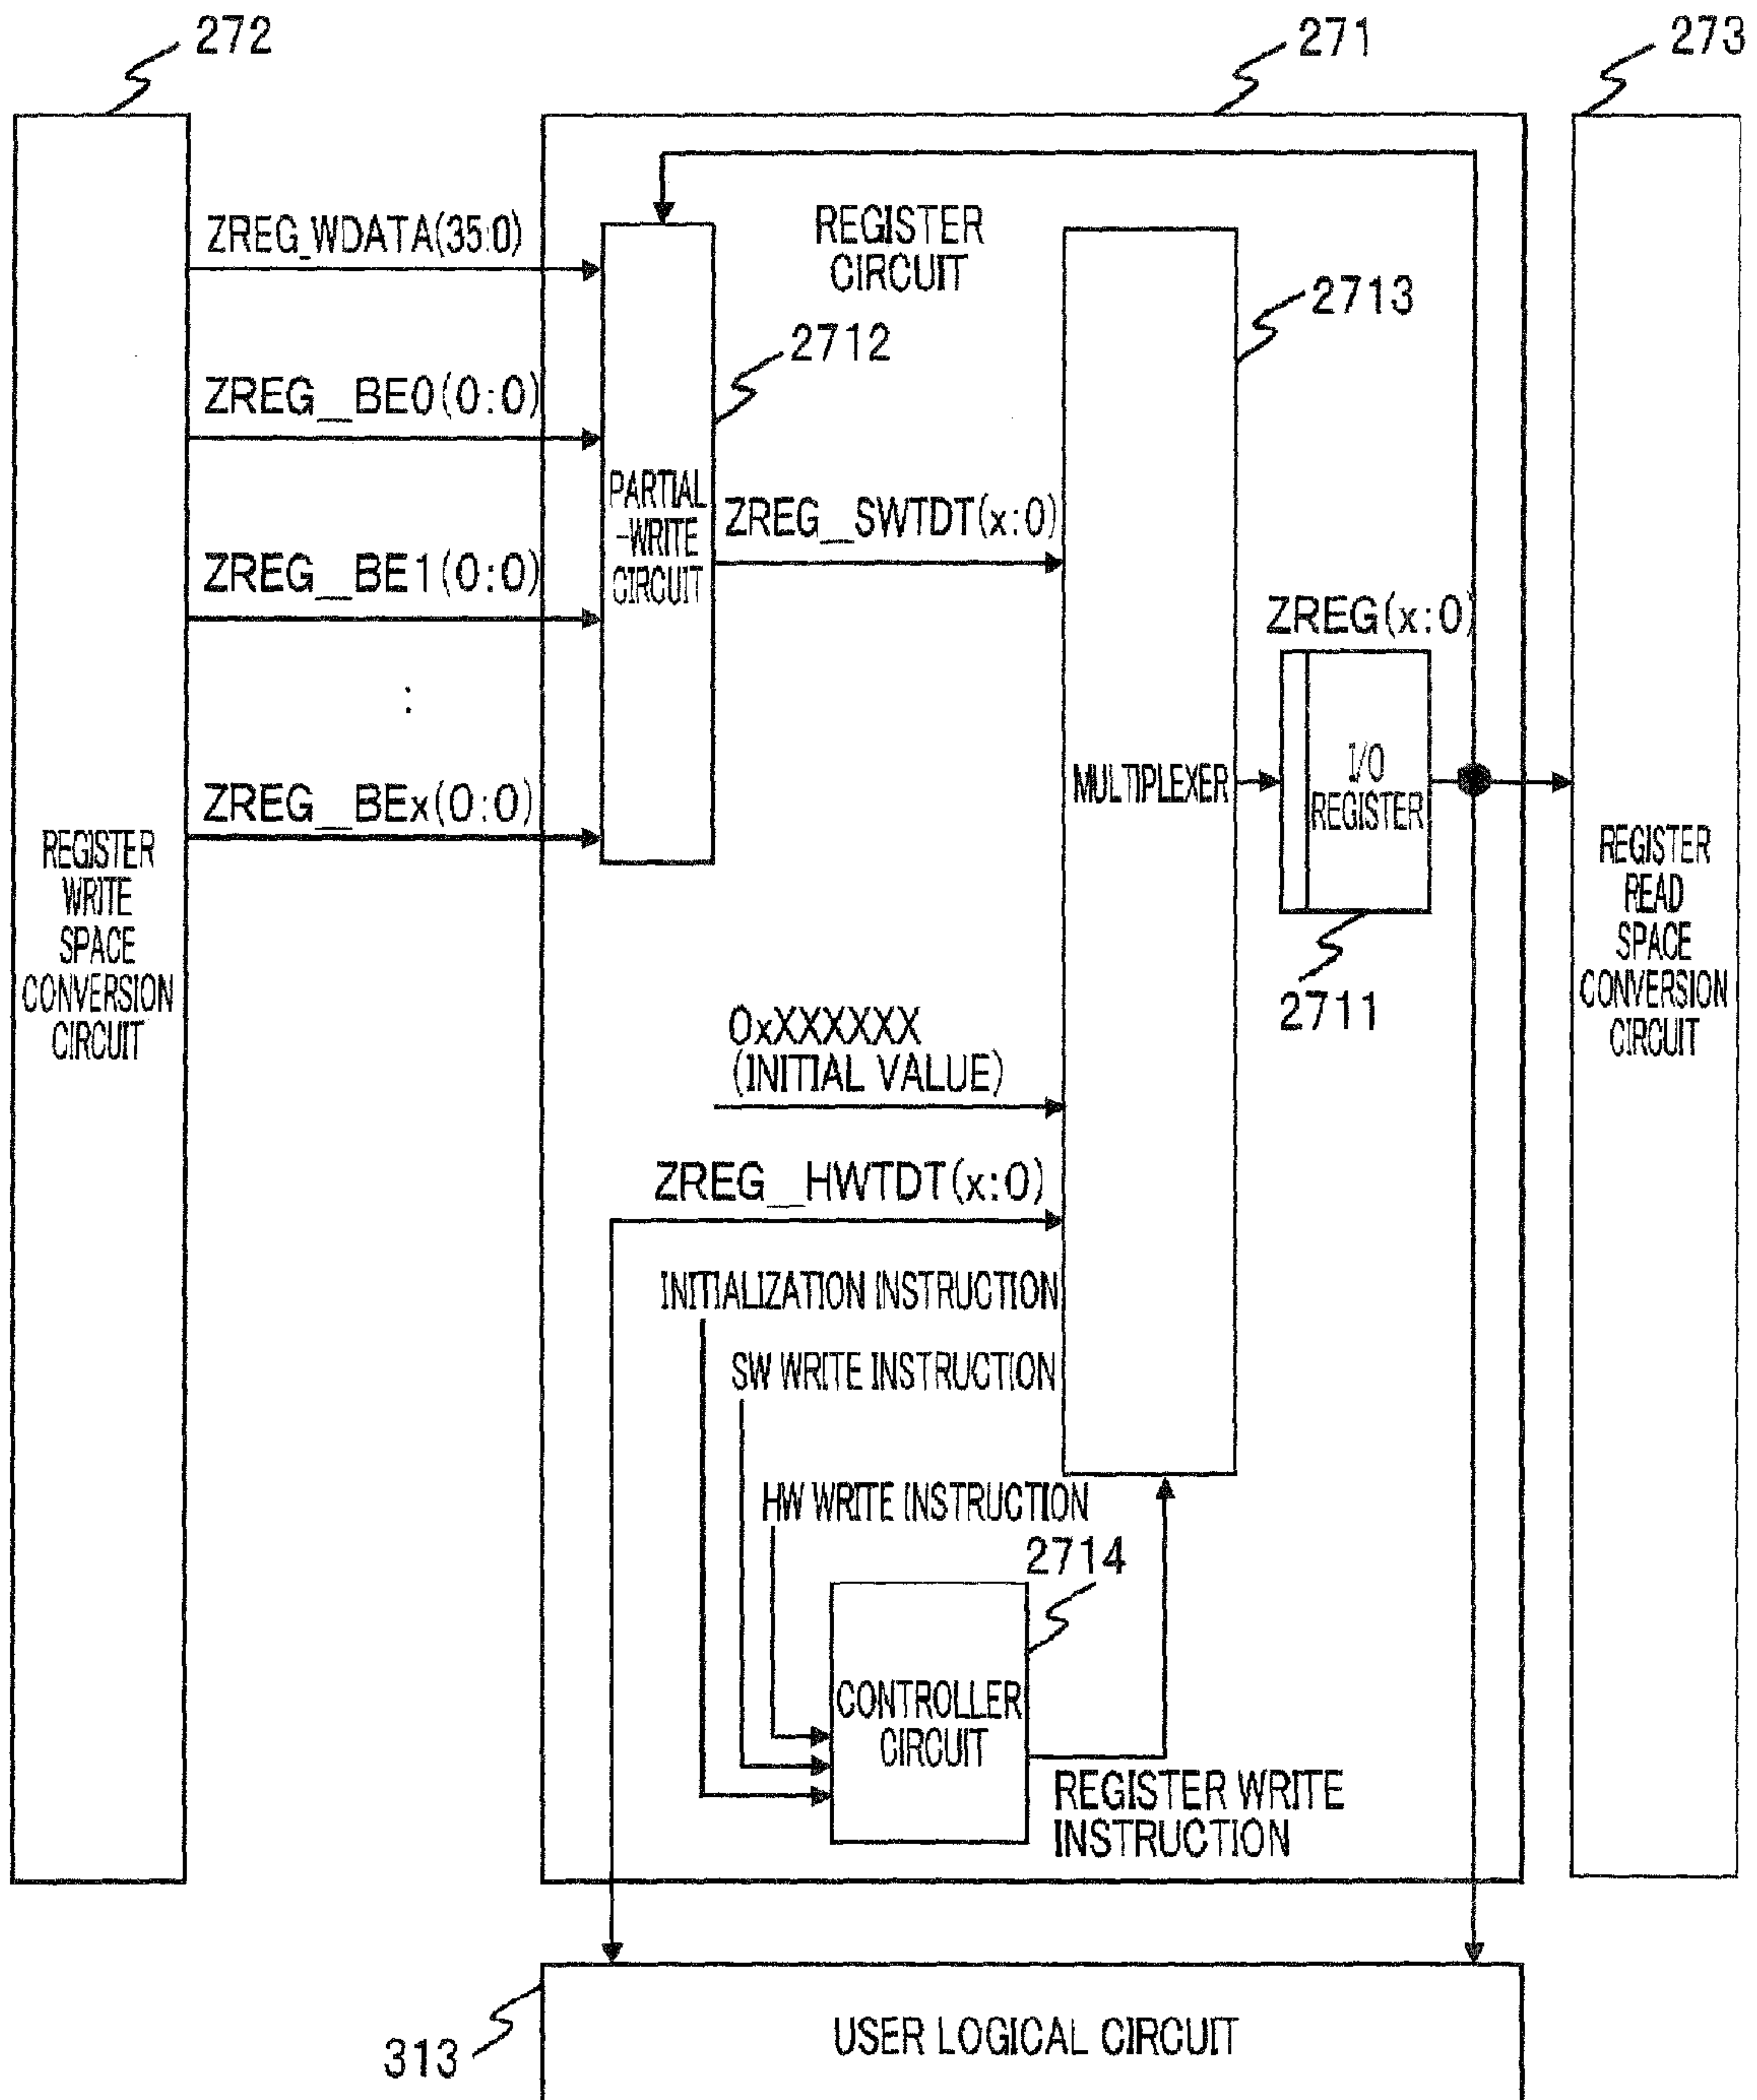 272
271
273
ZREG_WDATA(35:0)
REGISTER
CIRCUIT
2713
2712
ZREG_BE0(0:0)
PARTIAL
-WRITE
CIRCUIT
ZREG_SWTDT(x:0)
ZREG_BE1(0:0)
ZREG(x:0)
:
MULTIPLEXER
I/O
REGISTER
ZREG_BEx(0:0)
REGISTER
WRITE
SPACE
CONVERSION
CIRCUIT
REGISTER
READ
SPACE
CONVERSION
CIRCUIT
2711
0xXXXXXX
(INITIAL VALUE)
ZREG_HWTDT(x:0)
INITIALIZATION INSTRUCTION
SW WRITE INSTRUCTION
HW WRITE INSTRUCTION
2714
CONTROLLER
CIRCUIT
REGISTER WRITE
INSTRUCTION
313
USER LOGICAL CIRCUIT